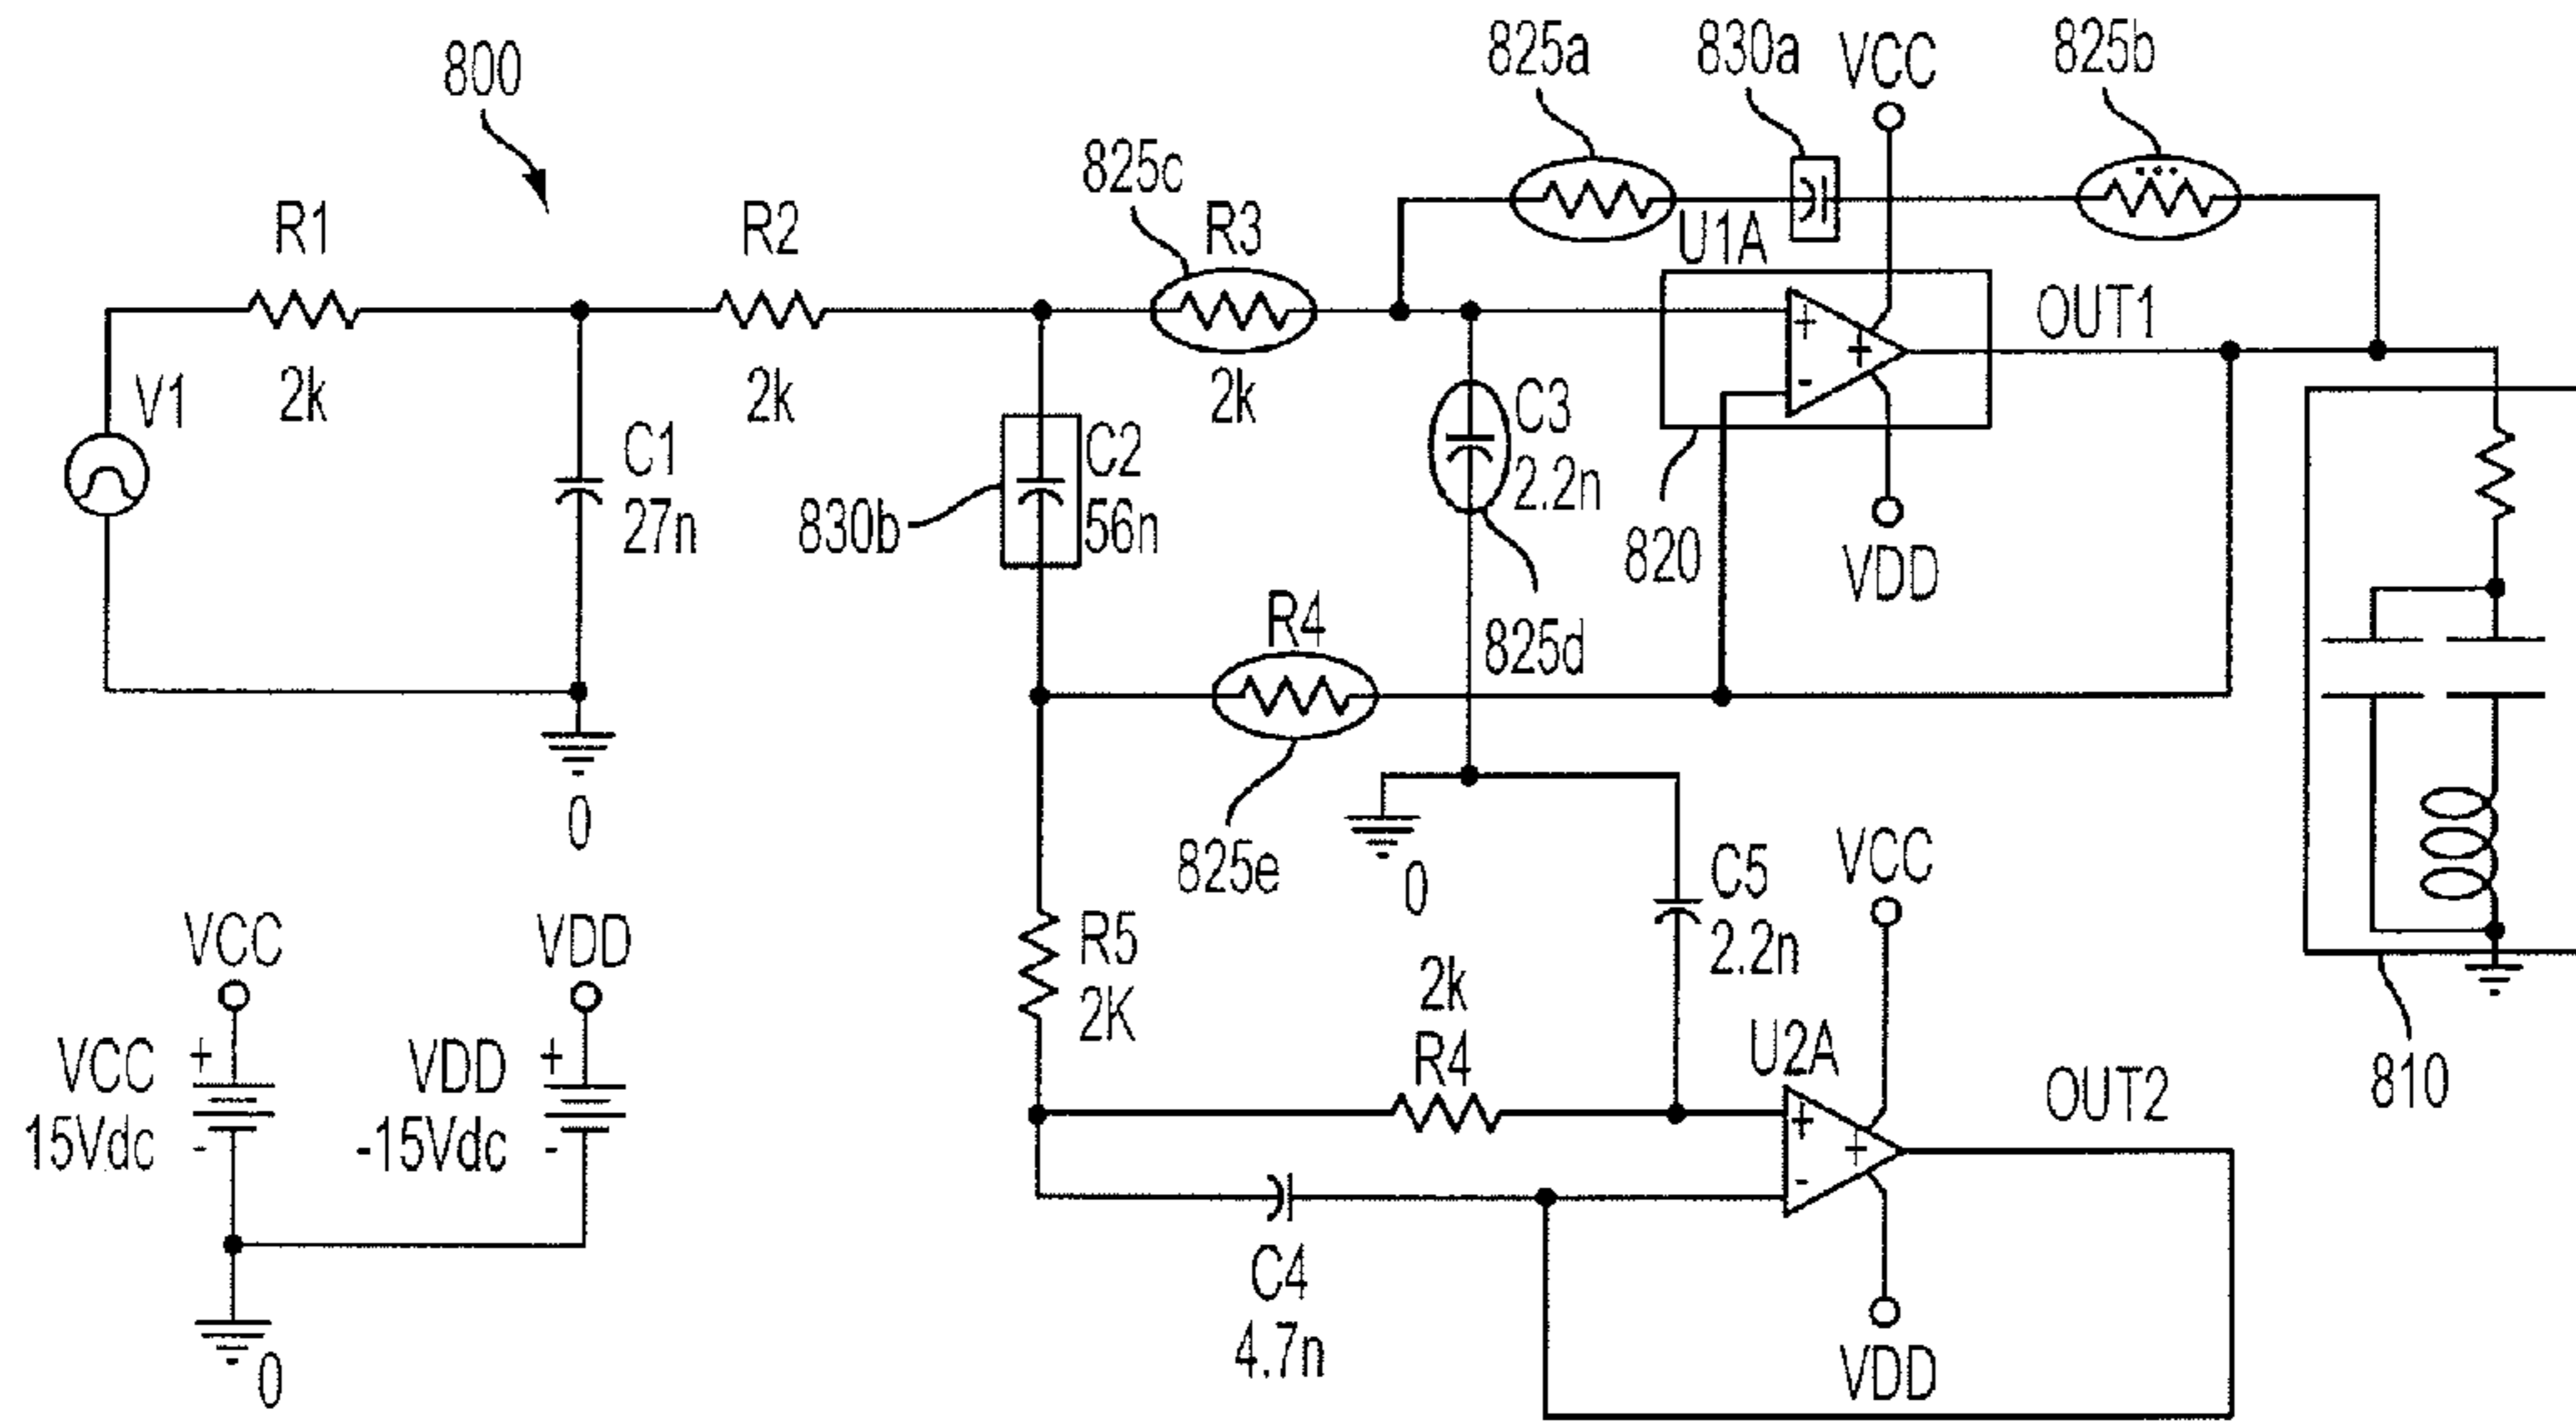 800
825a
830a
VCC
825b
825c
R1
R2
R3
U1A
OUT1
V1
2k
2k
2k
+
+
-
C1
27n
C2
56n
C3
2.2n
830b
820
VDD
R4
825d
0
825e
0
C5
2.2n
VCC
VCC
VDD
R5
2K
2k
R4
U2A
OUT2
810
VCC
15Vdc
+
-
VDD
-15Vdc
+
-
+
+
-
C4
4.7n
VDD
0